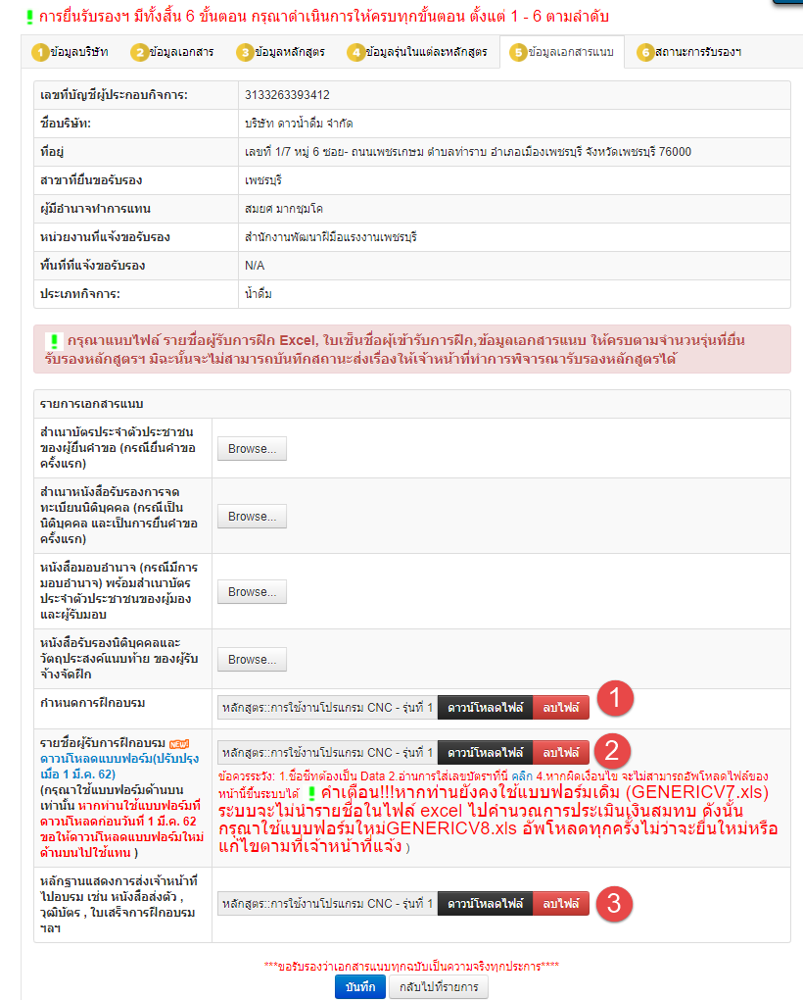 การยื่นรับรองฯ มีทั้งสิ้น 6 ขั้นตอน กรุณาดำเนินการให้ครบทุกขั้นตอน ตั้งแต่ 1 - 6 ตามลำดับ
1 ข้อมูลบริษัท 2 ข้อมูลเอกสาร 3 ข้อมูลหลักสูตร 4 ข้อมูลรุ่นในแต่ละหลักสูตร 5 ข้อมูลเอกสารแนบ 6 สถานะการรับรองฯ
เลขที่บัญชีผู้ประกอบกิจการ: 3133263393412
ชื่อบริษัท: บริษัท ดาวน้ำดื่ม จำกัด
ที่อยู่ เลขที่ 1/7 หมู่ 6 ซอย- ถนนเพชรเกษม ตำบลท่าราบ อำเภอเมืองเพชรบุรี จังหวัดเพชรบุรี 76000
สาขาที่ยื่นขอรับรอง เพชรบุรี
ผู้มีอำนาจทำการแทน สมยศ มากชุมโค
หน่วยงานที่แจ้งขอรับรอง สำนักงานพัฒนาฝีมือแรงงานเพชรบุรี
พื้นที่ที่แจ้งขอรับรอง N/A
ประเภทกิจการ: น้ำดื่ม
กรุณาแนบไฟล์ รายชื่อผู้รับการฝึก Excel, ใบเซ็นชื่อผุ้เข้ารับการฝึก,ข้อมูลเอกสารแนบ ให้ครบตามจำนวนรุ่นที่ยื่น
รับรองหลักสูตรฯ มิฉะนั้นจะไม่สามารถบันทึกสถานะส่งเรื่องให้เจ้าหน้าที่ทำการพิจารณารับรองหลักสูตรได้
รายการเอกสารแนบ
สำเนาบัตรประจำตัวประชาชน
ของผู้ยื่นคำขอ (กรณียื่นคำขอ
ครั้งแรก)
Browse...
สำเนาหนังสือรับรองการจด
ทะเบียนนิติบุคคล (กรณีเป็น
นิติบุคคล และเป็นการยื่นคำขอ
ครั้งแรก)
Browse...
หนังสือมอบอำนาจ (กรณีมีการ
มอบอำนาจ) พร้อมสำเนาบัตร
ประจำตัวประชาชนของผู้มอง
และผู้รับมอบ
Browse...
หนังสือรับรองนิติบุคคลและ
วัตถุประสงค์แนบท้าย ของผู้รับ
จ้างจัดฝึก
Browse...
กำหนดการฝึกอบรม
หลักสูตร::การใช้งานโปรแกรม CNC - รุ่นที่ 1 ดาวน์โหลดไฟล์ ลบไฟล์ 1
รายชื่อผู้รับการฝึกอบรม NEW!
ดาวน์โหลดแบบฟอร์ม(ปรับปรุง
เมื่อ 1 มี.ค. 62)
(กรุณาใช้แบบฟอร์มด้านบน
เท่านั้น หากท่านใช้แบบฟอร์มที่
ดาวน์โหลดก่อนวันที่ 1 มี.ค. 62
ขอให้ดาวน์โหลดแบบฟอร์มใหม่
ด้านบนไปใช้แทน )
หลักสูตร::การใช้งานโปรแกรม CNC - รุ่นที่ 1 ดาวน์โหลดไฟล์ ลบไฟล์ 2
ข้อควรระวัง: 1.ชื่อชีทต้องเป็น Data 2.อ่านการใส่เลขบัตรฯที่นี่ คลิก 4.หากผิดเงื่อนไข จะไม่สามารถอัพโหลดไฟล์ของ
หน้านี้ขึ้นระบบได้ คำเตือน!!!หากท่านยังคงใช้แบบฟอร์มเดิม (GENERICV7.xls)
ระบบจะไม่นำรายชื่อในไฟล์ excel ไปคำนวณการประเมินเงินสมทบ ดังนั้น
กรุณาใช้แบบฟอร์มใหม่GENERICV8.xls อัพโหลดทุกครั้งไม่ว่าจะยื่นใหม่หรือ
แก้ไขตามที่เจ้าหน้าที่แจ้ง )
หลักฐานแสดงการส่งเจ้าหน้าที่
ไปอบรม เช่น หนังสือส่งตัว ,
วุฒิบัตร , ใบเสร็จการฝึกอบรม
ฯลฯ
หลักสูตร::การใช้งานโปรแกรม CNC - รุ่นที่ 1 ดาวน์โหลดไฟล์ ลบไฟล์ 3
***ขอรับรองว่าเอกสารแนบทุกฉบับเป็นความจริงทุกประการ****
บันทึก กลับไปที่รายการ